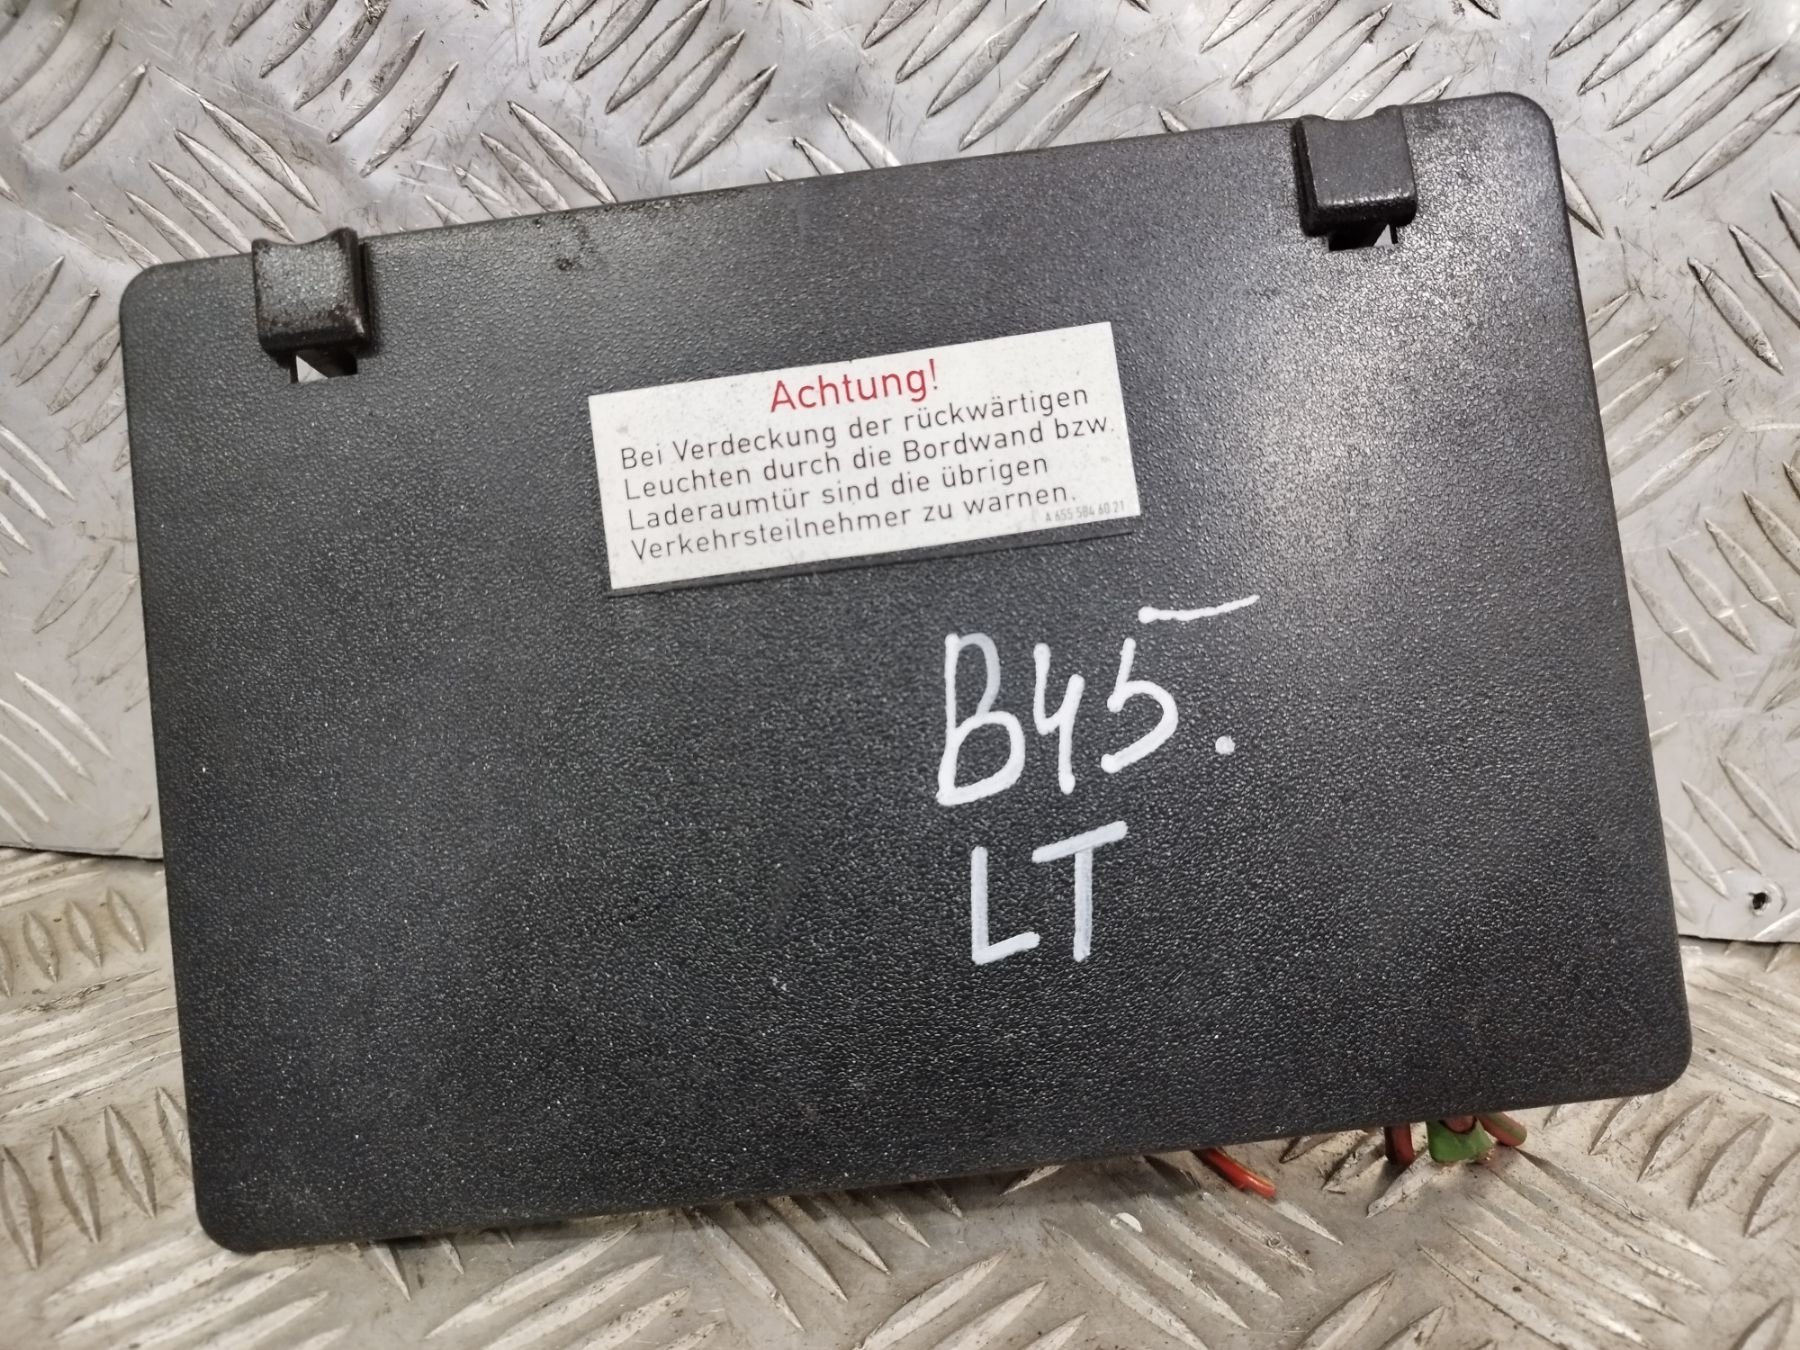 Achtung!
Bei Verdeckung der rückwärtigen
Leuchten durch die Bordwand bzw.
Laderaumtür sind die übrigen
Verkehrsteilnehmer zu warnen.
A 655 584 60 21
B45.
LT